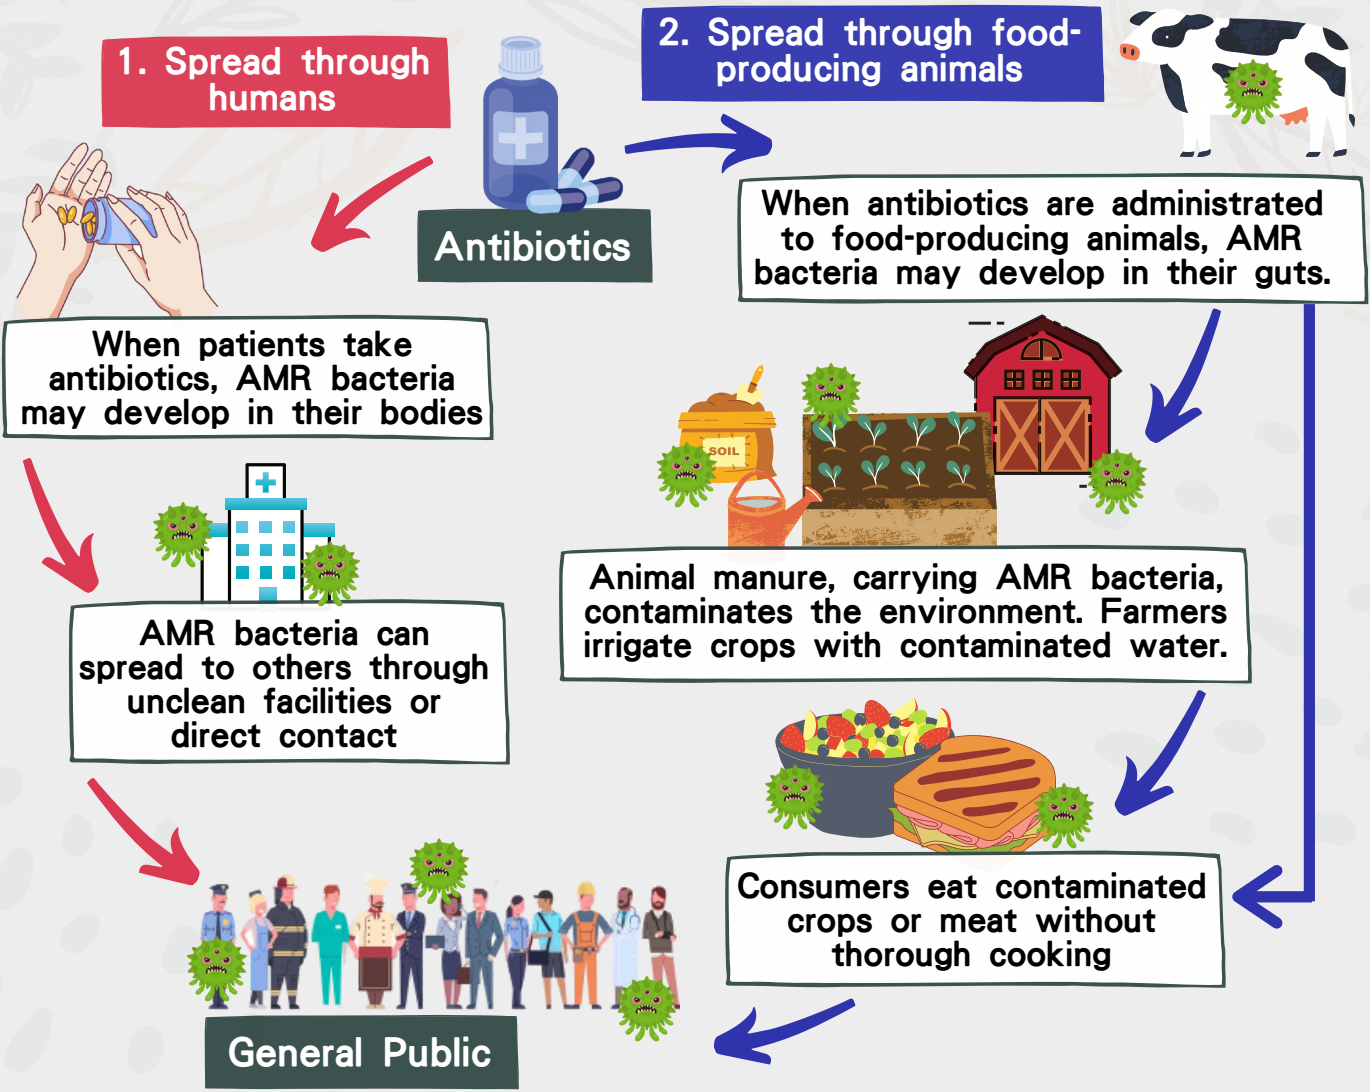 1. Spread through
humans
Antibiotics
When patients take
antibiotics, AMR bacteria
may develop in their bodies
AMR bacteria can
spread to others through
unclean facilities or
direct contact
2. Spread through food-
producing animals
When antibiotics are administrated
to food-producing animals, AMR
bacteria may develop in their guts.
SOIL
Animal manure, carrying AMR bacteria,
contaminates the environment. Farmers
irrigate crops with contaminated water.
Consumers eat contaminated
crops or meat without
thorough cooking
General Public